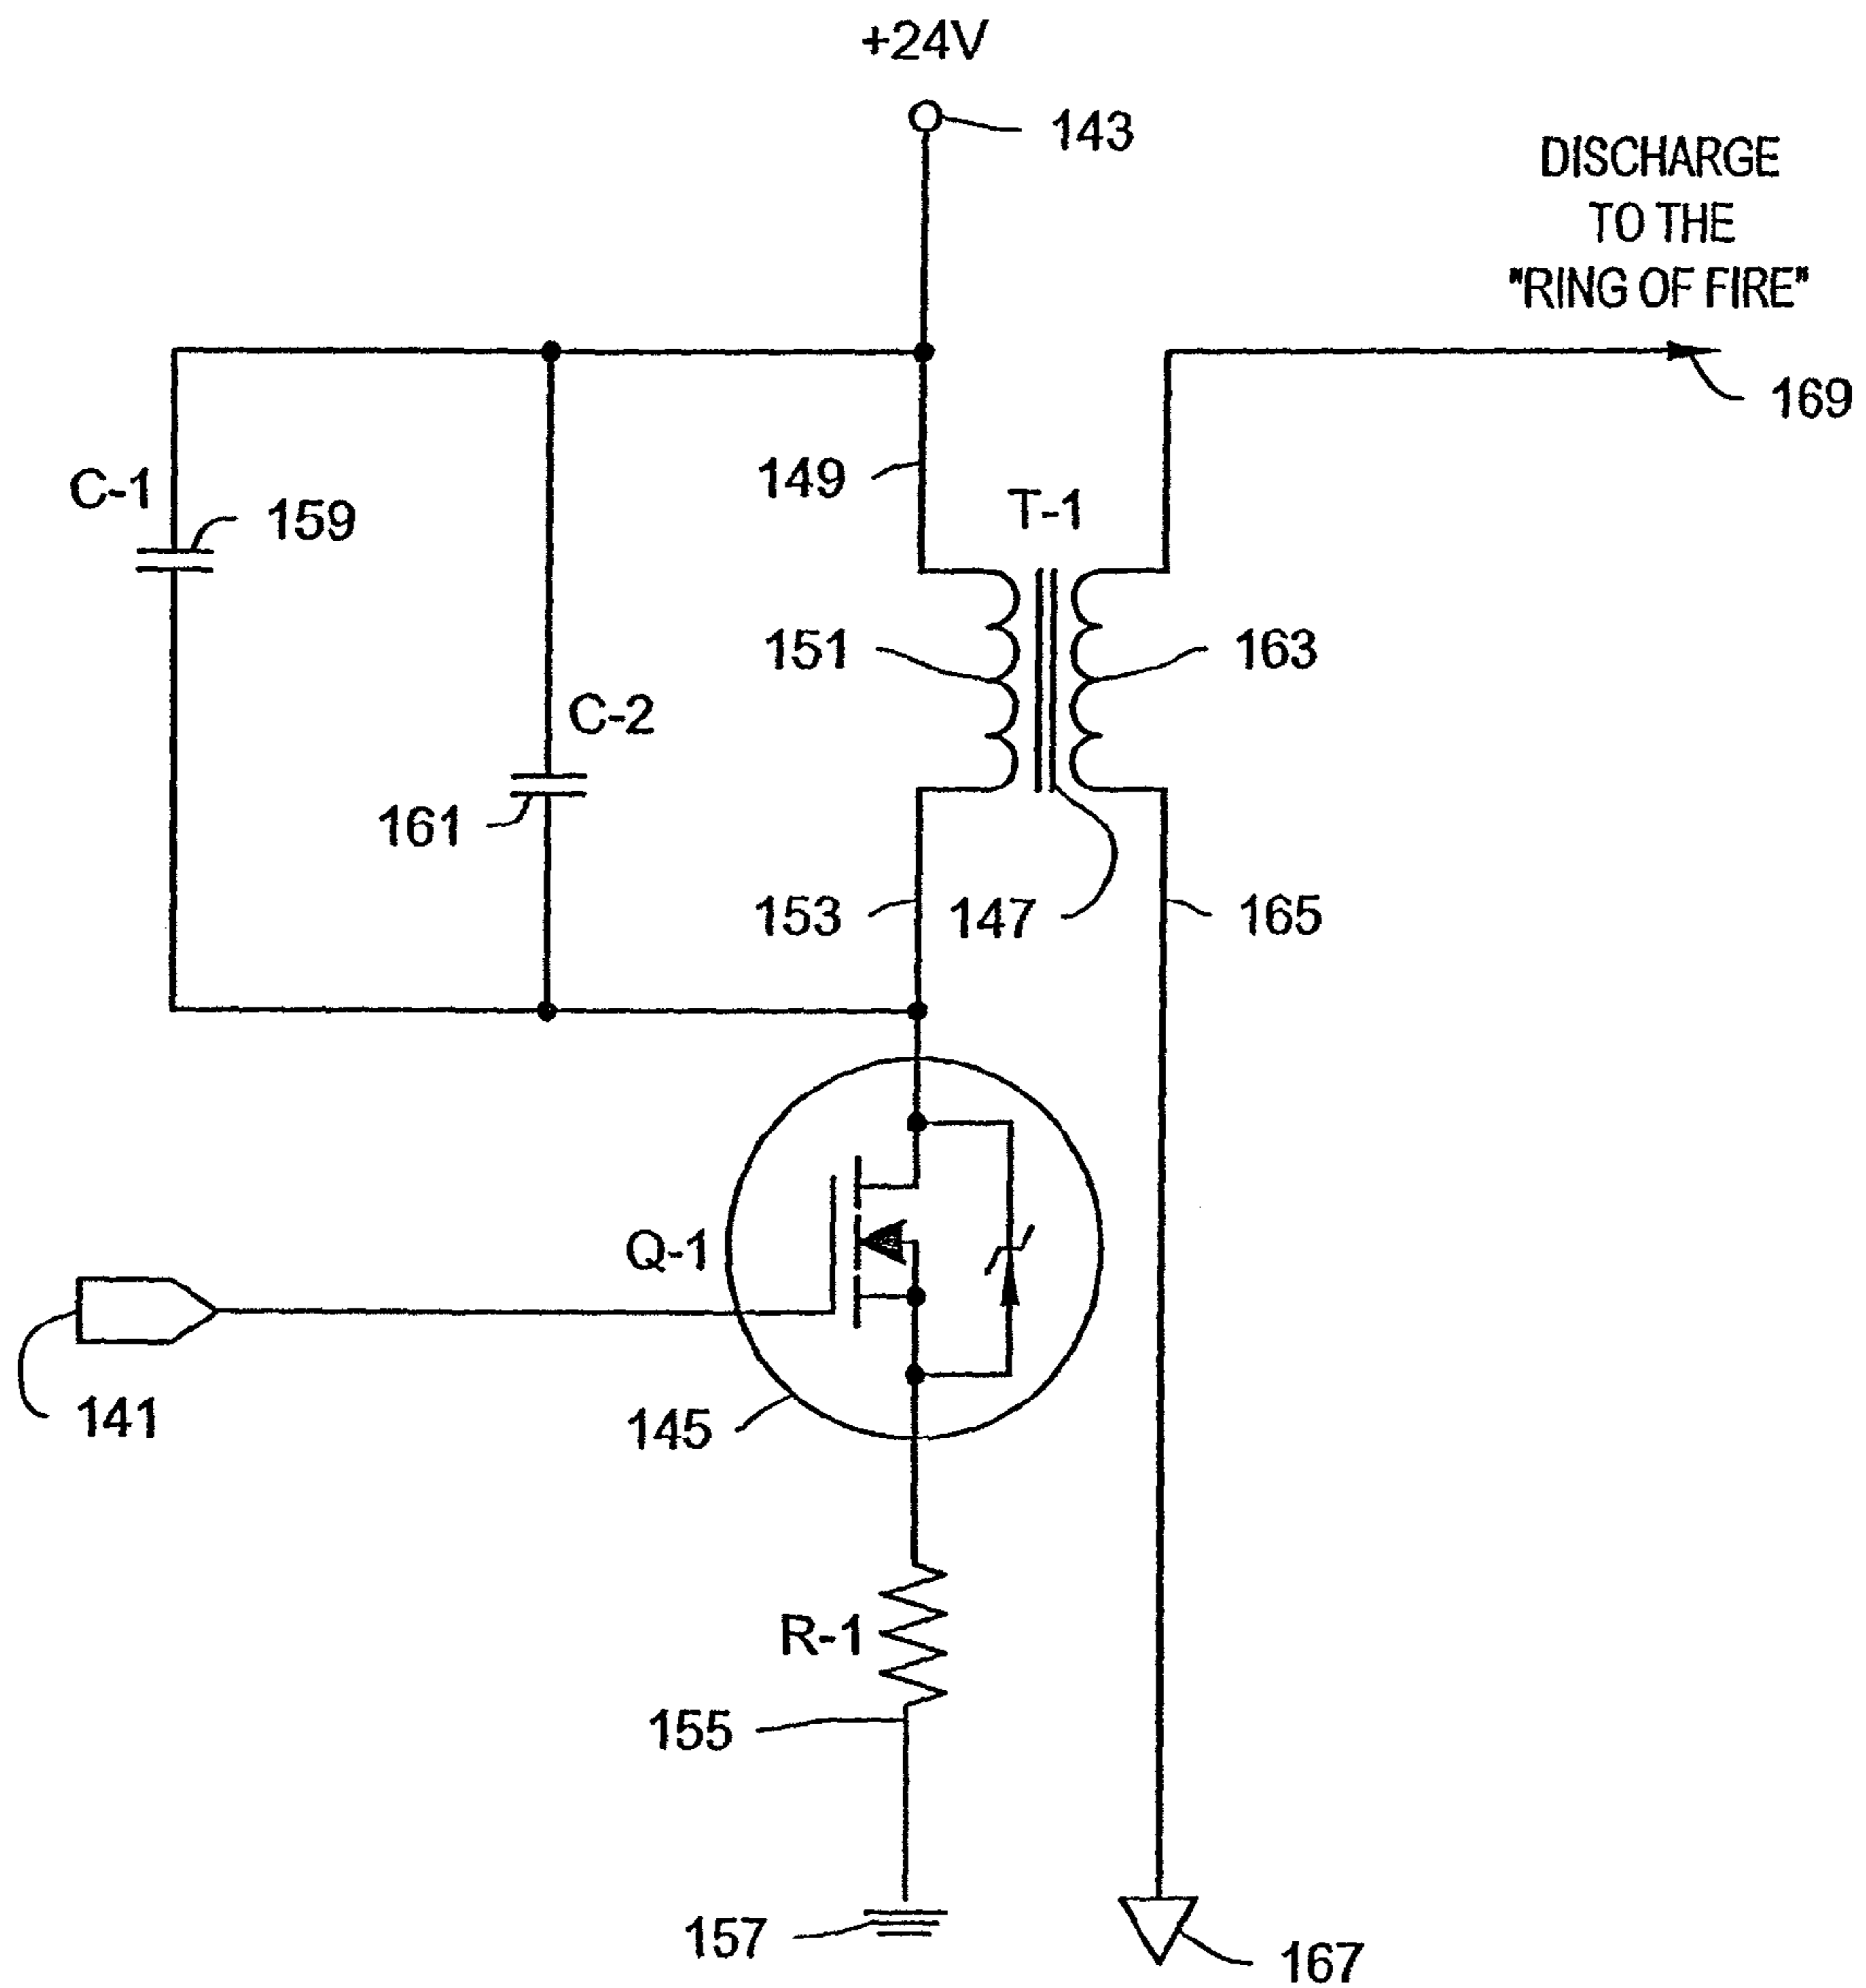 +24V
143
DISCHARGE
TO THE
"RING OF FIRE"
169
149
C-1
159
T-1
151
163
C-2
161
153
147
165
Q-1
141
145
R-1
155
157
167